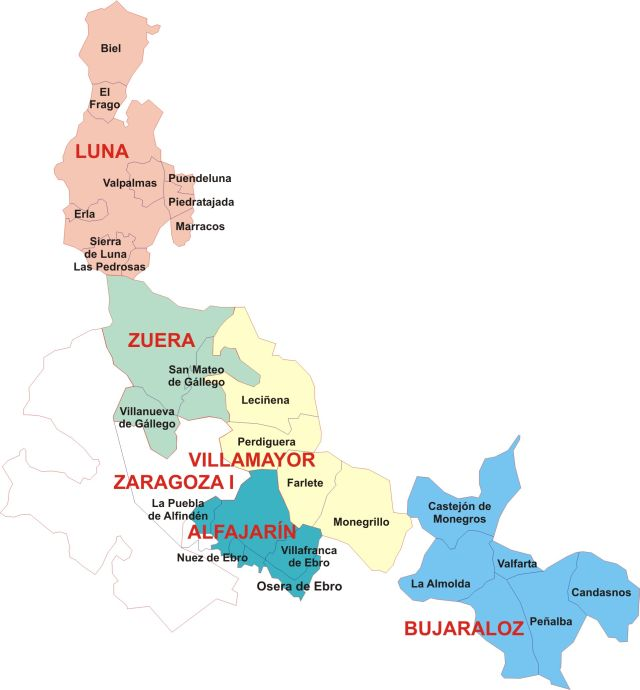 Biel
El
Frago
LUNA
Valpalmas
Puendeluna
Piedratajada
Erla
Marracos
Sierra
de Luna
Las Pedrosas
ZUERA
San Mateo
de Gállego
Leciñena
Villanueva
de Gállego
Perdiguera
VILLAMAYOR
ZARAGOZA I
Farlete
La Puebla
de Alfindén
Castejón de
Monegros
Monegrillo
ALFAJARÍN
Nuez de Ebro
Villafranca
de Ebro
Osera de Ebro
Valfarta
La Almolda
Candasnos
Peñalba
BUJARALOZ